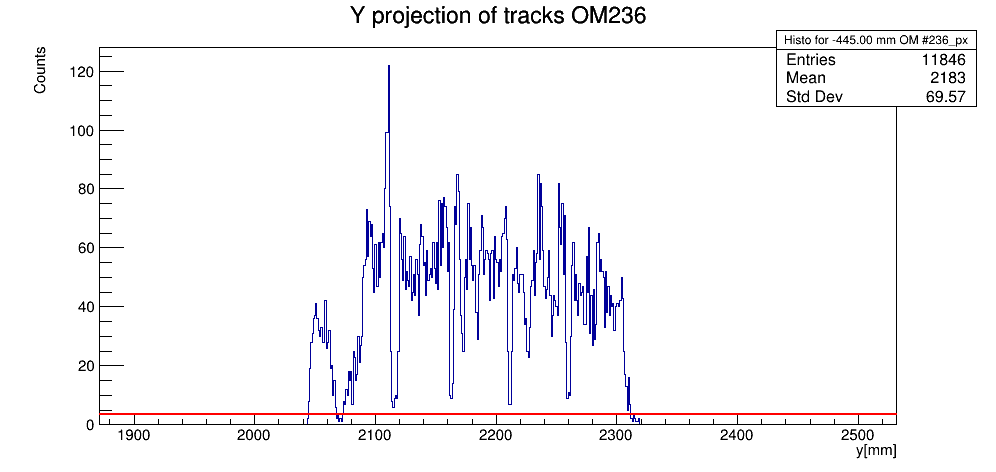 Y projection of tracks OM236
Histo for -445.00 mm OM #236_px
Entries 11846
Mean 2183
Std Dev 69.57
Counts
120
100
80
60
40
20
0
1900 2000 2100 2200 2300 2400 2500
y[mm]